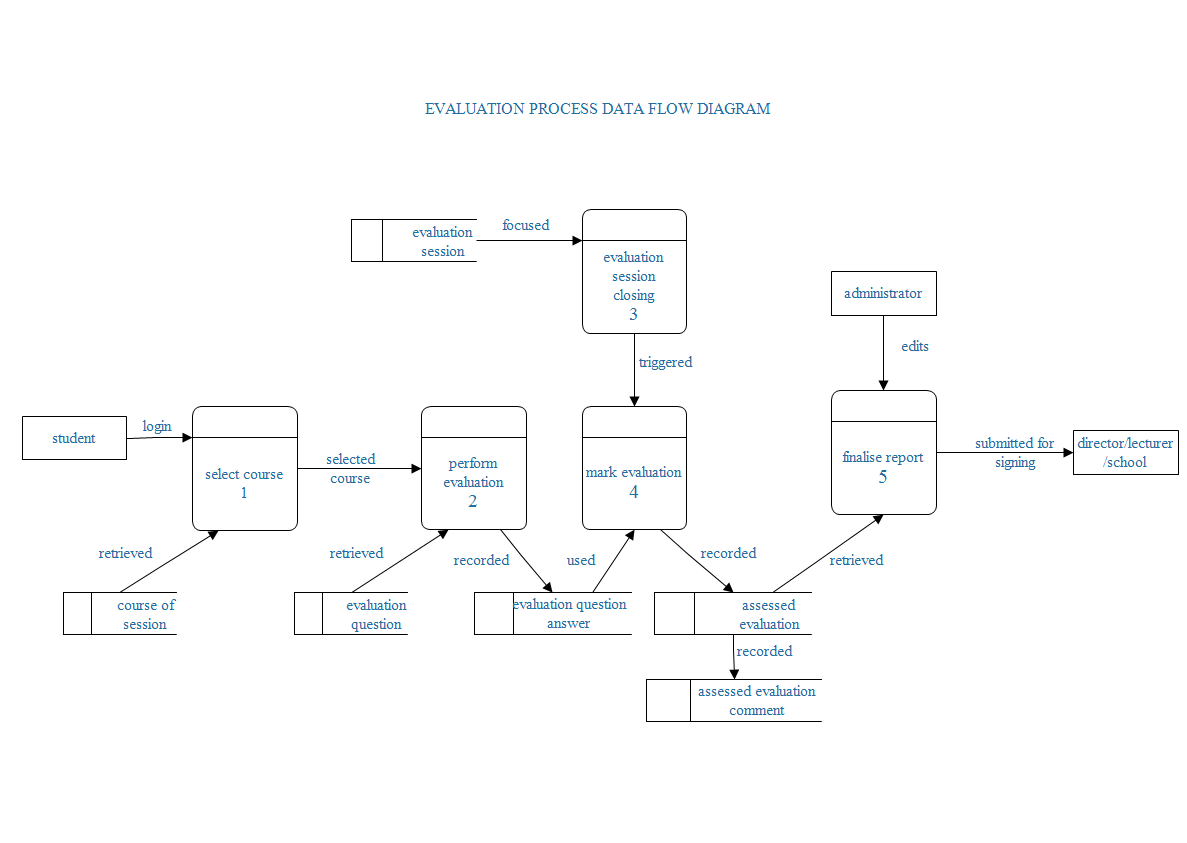 EVALUATION PROCESS DATA FLOW DIAGRAM
evaluation
session
focused
evaluation
session
closing
3
administrator
edits
triggered
student
login
select course
1
selected
course
perform
evaluation
2
mark evaluation
4
finalise report
5
submitted for
signing
director/lecturer
/school
retrieved
retrieved
recorded
used
recorded
retrieved
course of
session
evaluation
question
evaluation question
answer
assessed
evaluation
recorded
assessed evaluation
comment